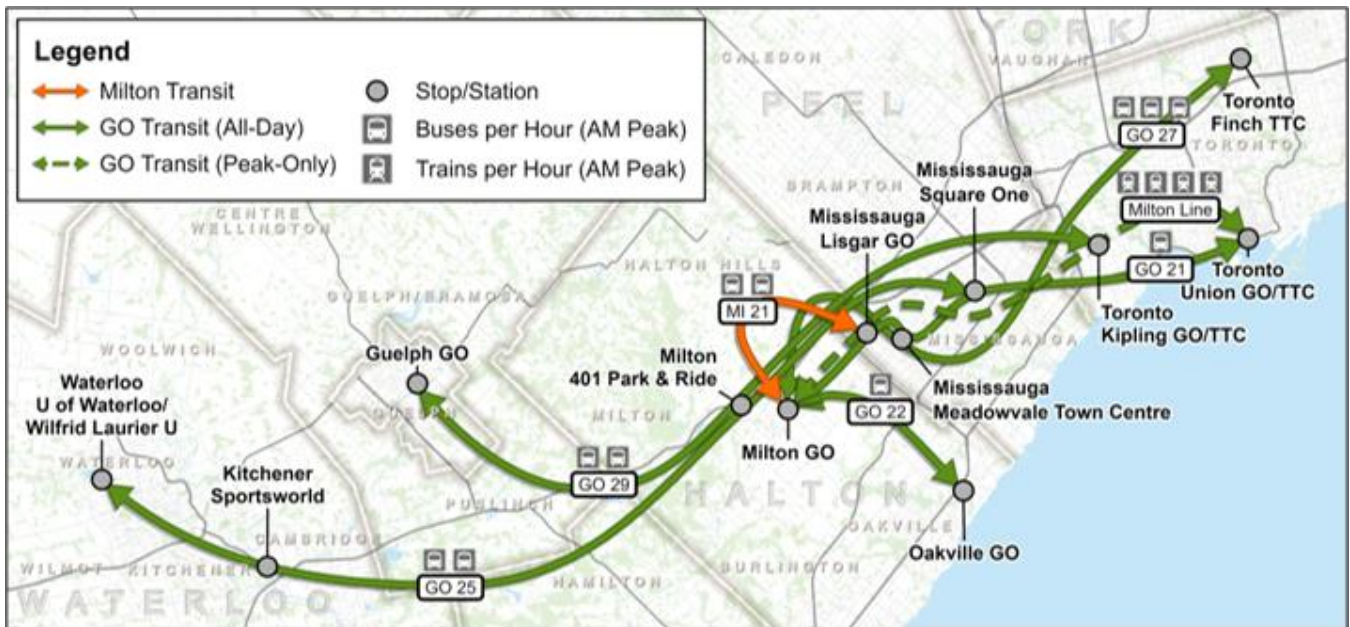 Legend
Milton Transit
GO Transit (All-Day)
GO Transit (Peak-Only)
Stop/Station
Buses per Hour (AM Peak)
Trains per Hour (AM Peak)
YORK
VAUGHAN
CALEDON
PEEL
GO 27
Toronto
Finch TTC
TORONTO
Mississauga
Square One
BRAMPTON
Milton Line
Mississauga
Lisgar GO
CENTRE
WELLINGTON
HALTON HILLS
GO 21
Toronto
Union GO/TTC
GUELPH/ERAMOSA
MI 21
Toronto
Kipling GO/TTC
MISSISSAUGA
WOOLWICH
Guelph GO
Milton
401 Park & Ride
Waterloo
U of Waterloo/
Wilfrid Laurier U
GUELPH
MILTON
GO 22
Mississauga
Meadowvale Town Centre
Milton GO
WATERLOO
Kitchener
Sportsworld
GO 29
HALTON
PUSLINCH
OAKVILLE
Oakville GO
CAMBRIDGE
WILMOT
KITCHENER
GO 25
HAMILTON
BURLINGTON
WATERLOO